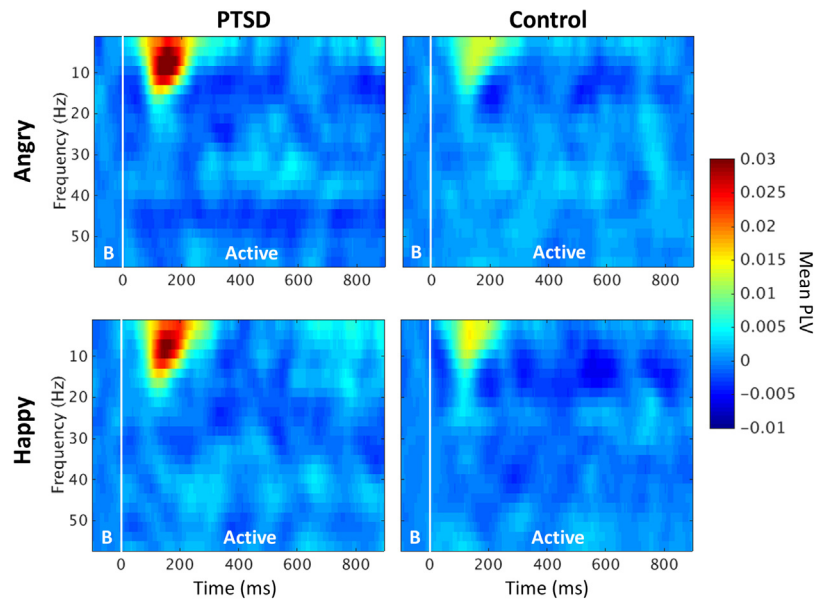 PTSD
Control
Angry
Frequency (Hz)
10
20
30
40
50
B
Active
0
200
400
600
800
B
Active
0
200
400
600
800
Happy
Frequency (Hz)
10
20
30
40
50
B
Active
0
200
400
600
800
Time (ms)
B
Active
0
200
400
600
800
Time (ms)
0.03
0.025
0.02
0.015
0.01
0.005
0
−0.005
−0.01
Mean PLV